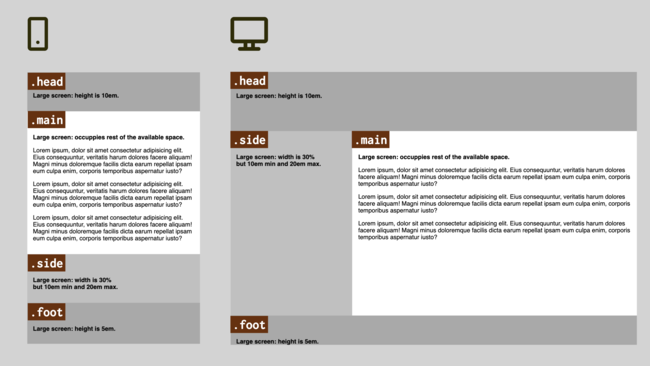 .head
Large screen: height is 10em.
.main
Large screen: occuppies rest of the available space.
Lorem ipsum, dolor sit amet consectetur adipisicing elit.
Eius consequuntur, veritatis harum dolores facere aliquam!
Magni minus doloremque facilis dicta earum repellat ipsam
eum culpa enim, corporis temporibus aspernatur iusto?
Lorem ipsum, dolor sit amet consectetur adipisicing elit.
Eius consequuntur, veritatis harum dolores facere aliquam!
Magni minus doloremque facilis dicta earum repellat ipsam
eum culpa enim, corporis temporibus aspernatur iusto?
Lorem ipsum, dolor sit amet consectetur adipisicing elit.
Eius consequuntur, veritatis harum dolores facere aliquam!
Magni minus doloremque facilis dicta earum repellat ipsam
eum culpa enim, corporis temporibus aspernatur iusto?
.side
Large screen: width is 30%
but 10em min and 20em max.
.foot
Large screen: height is 5em.
.head
Large screen: height is 10em.
.side
Large screen: width is 30%
but 10em min and 20em max.
.main
Large screen: occuppies rest of the available space.
Lorem ipsum, dolor sit amet consectetur adipisicing elit. Eius consequuntur, veritatis harum dolores
facere aliquam! Magni minus doloremque facilis dicta earum repellat ipsam eum culpa enim, corporis
temporibus aspernatur iusto?
Lorem ipsum, dolor sit amet consectetur adipisicing elit. Eius consequuntur, veritatis harum dolores
facere aliquam! Magni minus doloremque facilis dicta earum repellat ipsam eum culpa enim, corporis
temporibus aspernatur iusto?
Lorem ipsum, dolor sit amet consectetur adipisicing elit. Eius consequuntur, veritatis harum dolores
facere aliquam! Magni minus doloremque facilis dicta earum repellat ipsam eum culpa enim, corporis
temporibus aspernatur iusto?
.foot
Large screen: height is 5em.